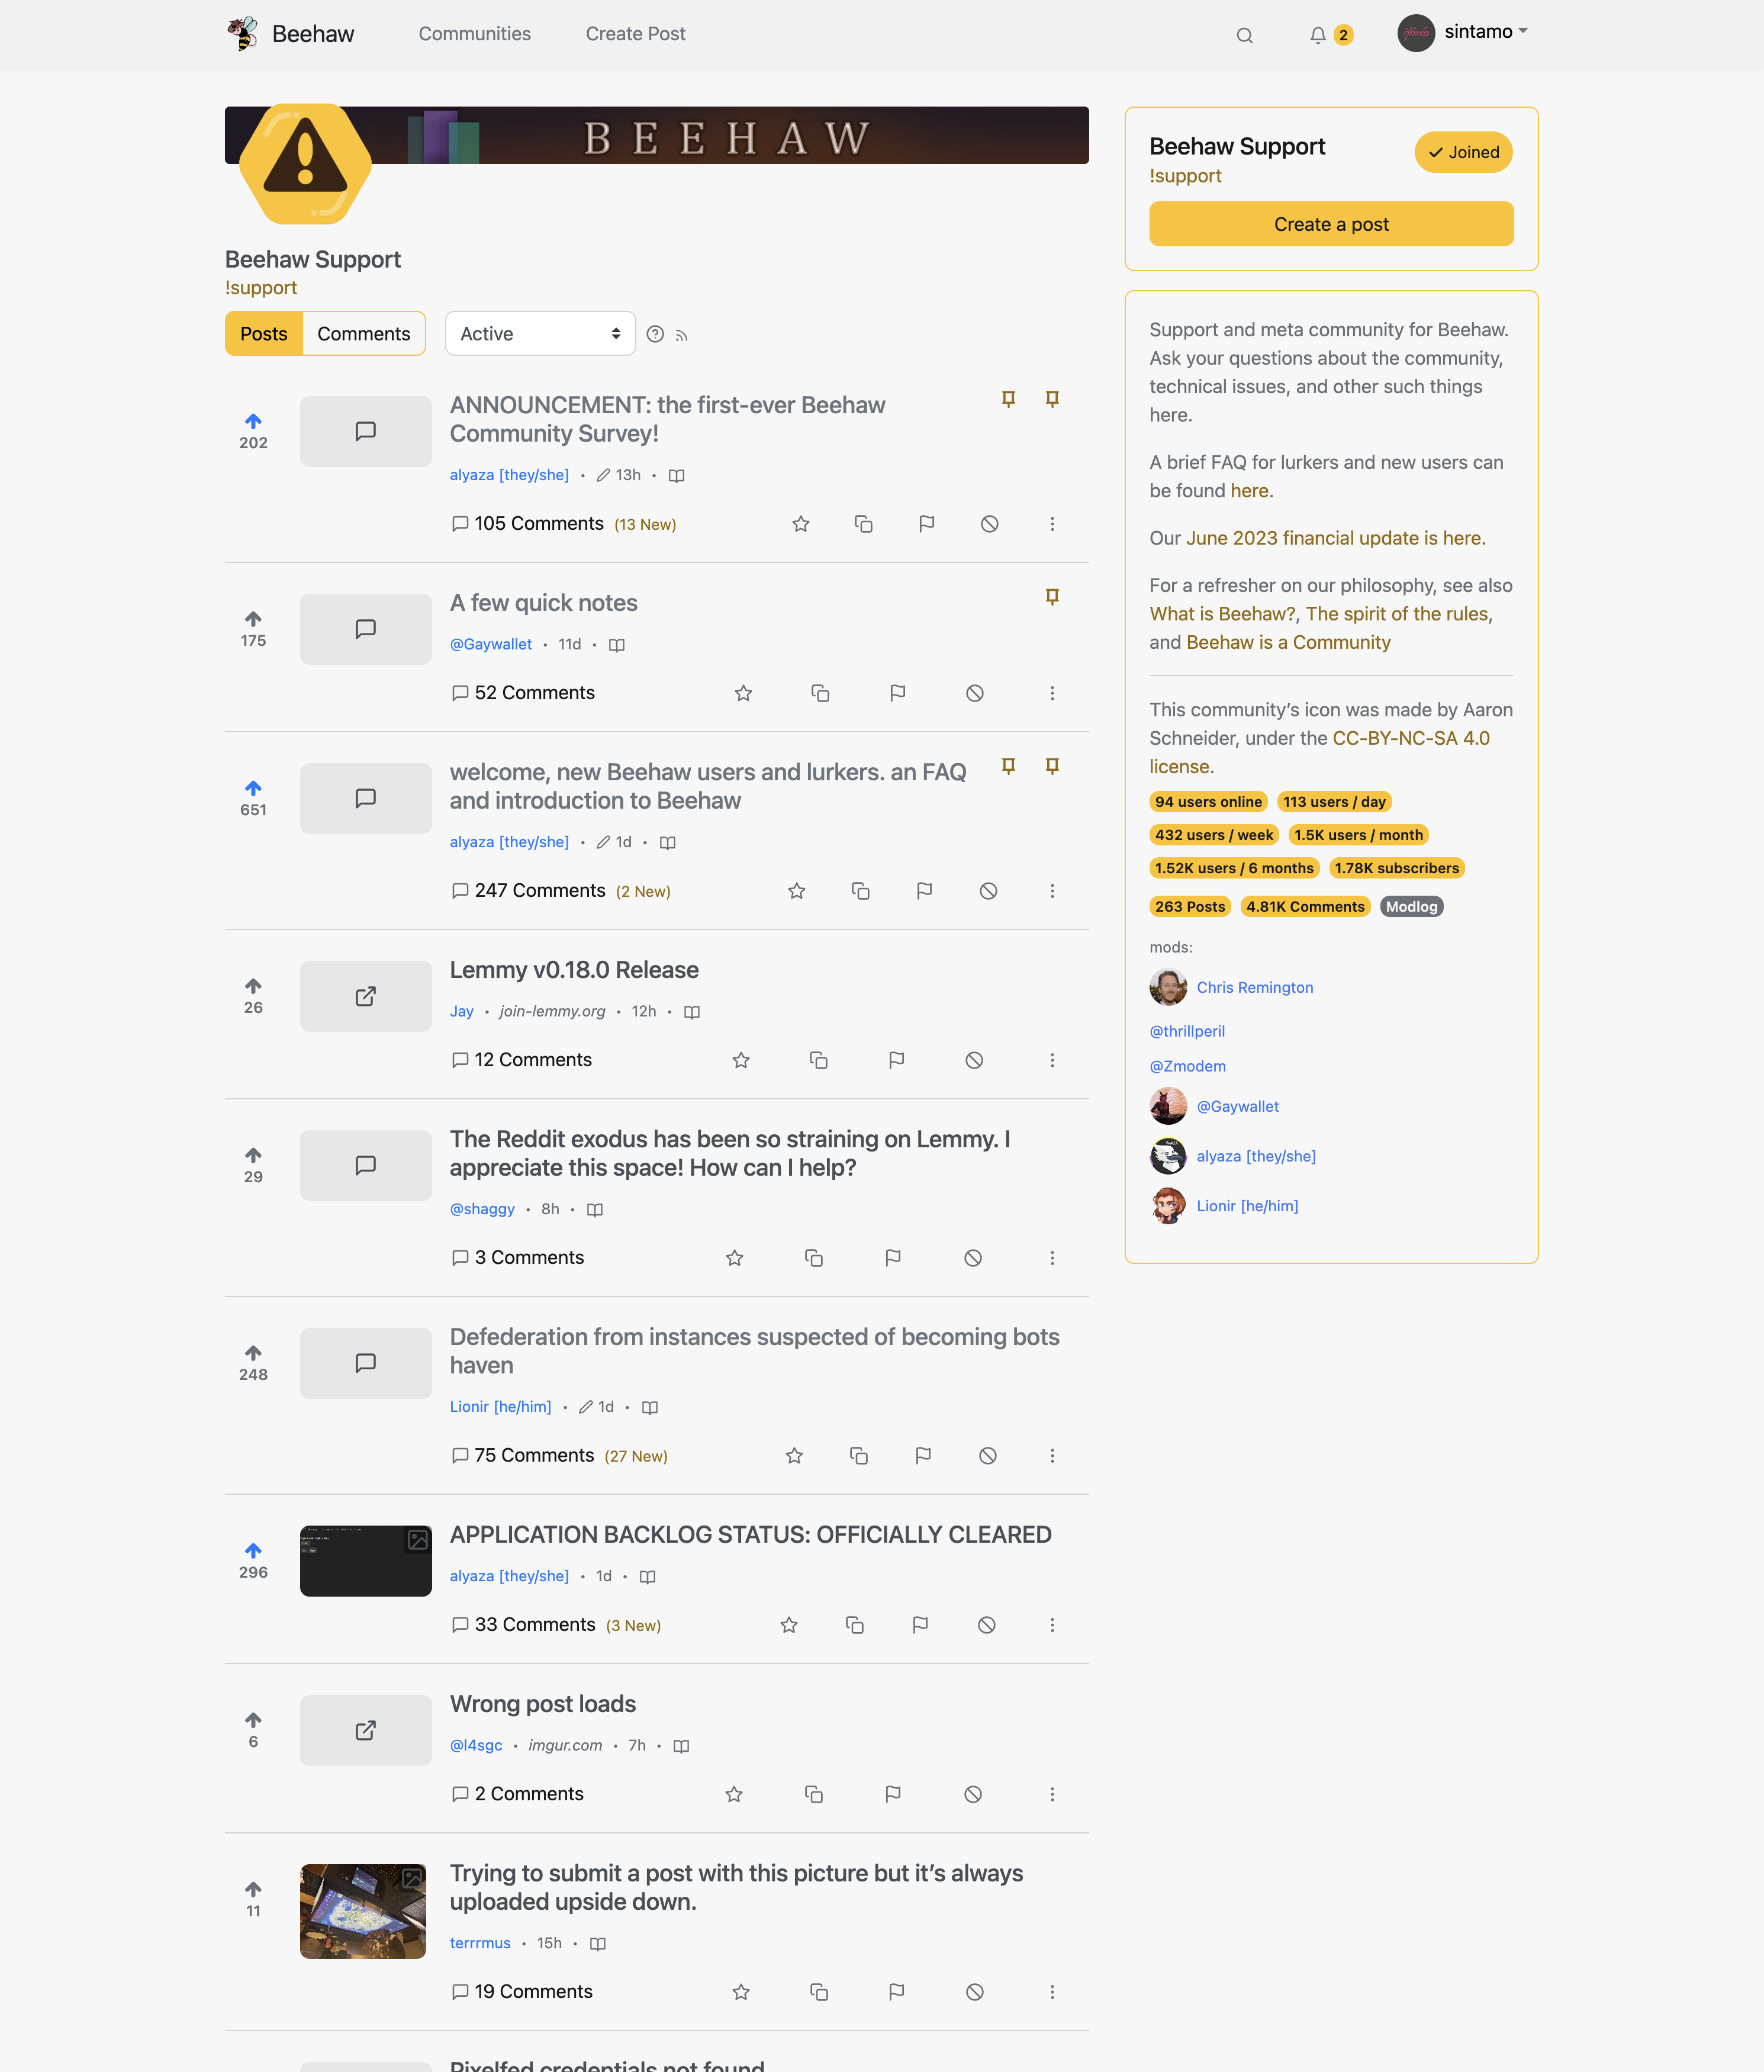 Beehaw
Communities
Create Post
2
sintamo
BEEHAW
Beehaw Support
!support
Posts
Comments
Active
202
ANNOUNCEMENT: the first-ever Beehaw
Community Survey!
alyaza [they/she] • 13h •
105 Comments (13 New)
175
A few quick notes
@Gaywallet • 11d •
52 Comments
651
welcome, new Beehaw users and lurkers. an FAQ
and introduction to Beehaw
alyaza [they/she] • 1d •
247 Comments (2 New)
26
Lemmy v0.18.0 Release
Jay • join-lemmy.org • 12h •
12 Comments
29
The Reddit exodus has been so straining on Lemmy. I
appreciate this space! How can I help?
@shaggy • 8h •
3 Comments
248
Defederation from instances suspected of becoming bots
haven
Lionir [he/him] • 1d •
75 Comments (27 New)
296
APPLICATION BACKLOG STATUS: OFFICIALLY CLEARED
alyaza [they/she] • 1d •
33 Comments (3 New)
6
Wrong post loads
@l4sgc • imgur.com • 7h •
2 Comments
11
Trying to submit a post with this picture but it’s always
uploaded upside down.
terrrmus • 15h •
19 Comments
Pixelfed credentials not found
Beehaw Support
Joined
!support
Create a post
Support and meta community for Beehaw.
Ask your questions about the community,
technical issues, and other such things
here.
A brief FAQ for lurkers and new users can
be found here.
Our June 2023 financial update is here.
For a refresher on our philosophy, see also
What is Beehaw?, The spirit of the rules,
and Beehaw is a Community
This community’s icon was made by Aaron
Schneider, under the CC-BY-NC-SA 4.0
license.
94 users online 113 users / day
432 users / week 1.5K users / month
1.52K users / 6 months 1.78K subscribers
263 Posts 4.81K Comments Modlog
mods:
Chris Remington
@thrillperil
@Zmodem
@Gaywallet
alyaza [they/she]
Lionir [he/him]